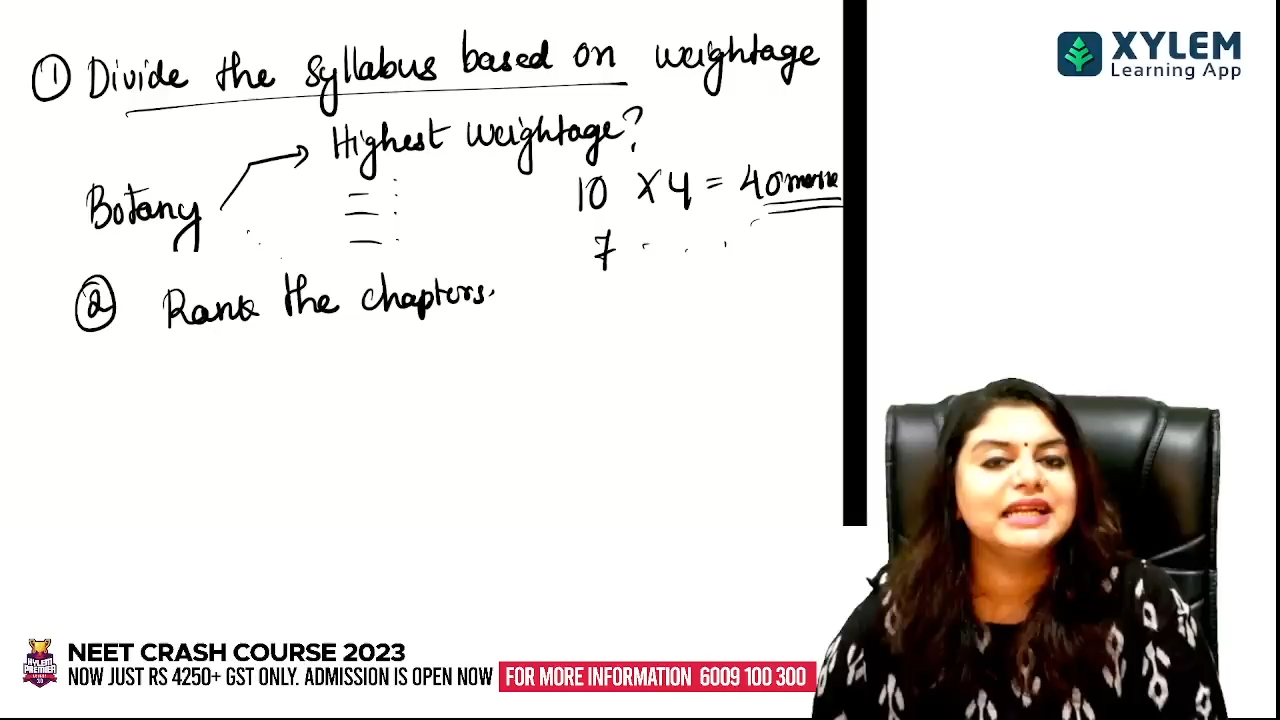 ① Divide the syllabus based on weightage
Highest weightage?
Botany
10 X 4 = 40
7
② Rank the chapters.
XYLEM
Learning App
XYLEM
PREMIER
NEET CRASH COURSE 2023
NOW JUST RS 4250+ GST ONLY. ADMISSION IS OPEN NOW
FOR MORE INFORMATION 6009 100 300